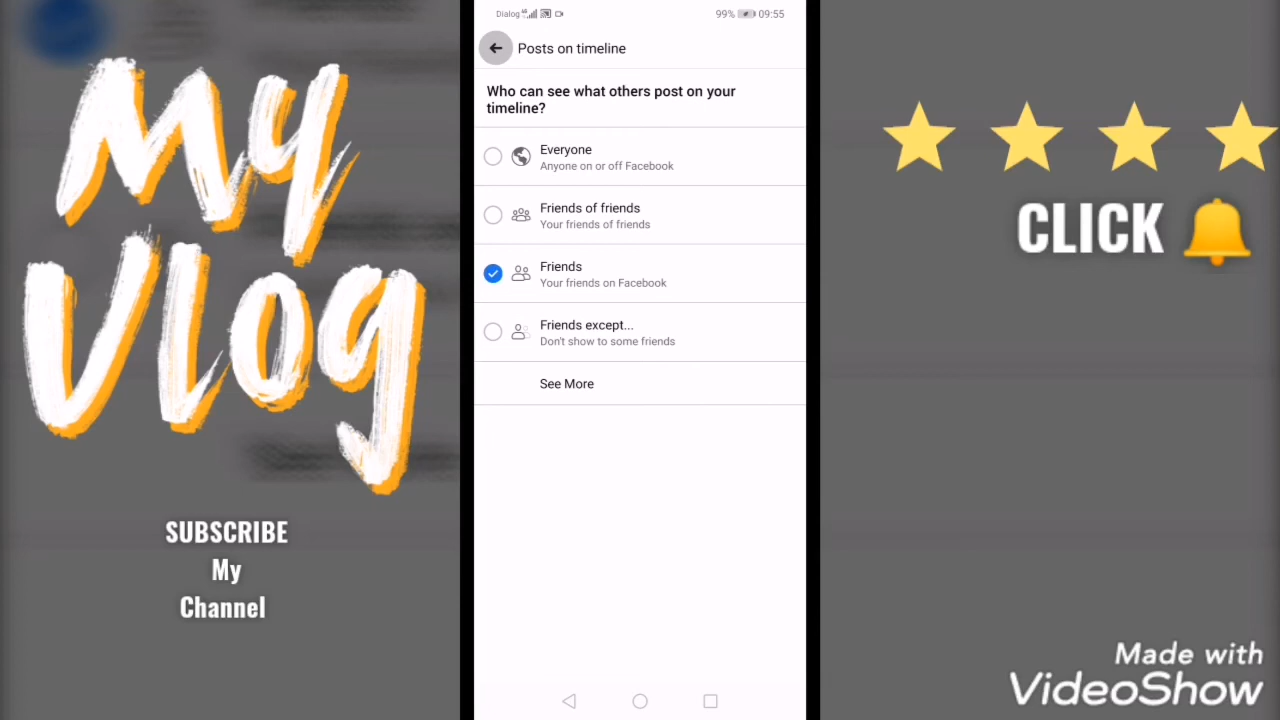 My
Vlog
SUBSCRIBE
My
Channel
Dialog 99% 09:55
Posts on timeline
Who can see what others post on your
timeline?
Everyone
Anyone on or off Facebook
Friends of friends
Your friends of friends
Friends
Your friends on Facebook
Friends except...
Don't show to some friends
See More
CLICK
Made with
VideoShow